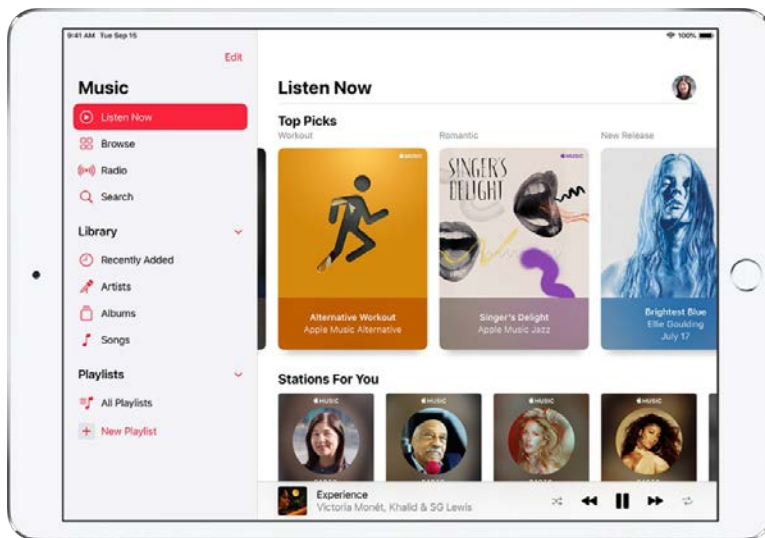 9:41 AM Tue Sep 15
100%
Edit
Music
Listen Now
Browse
Radio
Search
Library
Recently Added
Artists
Albums
Songs
Playlists
All Playlists
New Playlist
Listen Now
Top Picks
Workout
Romantic
New Release
MUSIC
Alternative Workout
Apple Music Alternative
MUSIC
SINGER'S
DELIGHT
Singer's Delight
Apple Music Jazz
Brightest Blue
Ellie Goulding
July 17
Stations For You
MUSIC
MUSIC
MUSIC
MUSIC
Experience
Victoria Monét, Khalid & SG Lewis